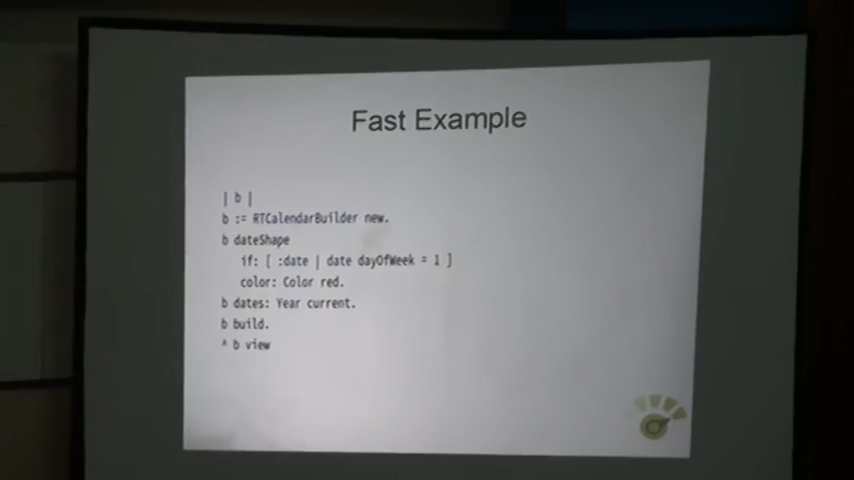 Fast Example
| b |
b := RTCalendarBuilder new.
b dateShape
if: [ :date | date dayOfWeek = 1 ]
color: Color red.
b dates: Year current.
b build.
^ b view